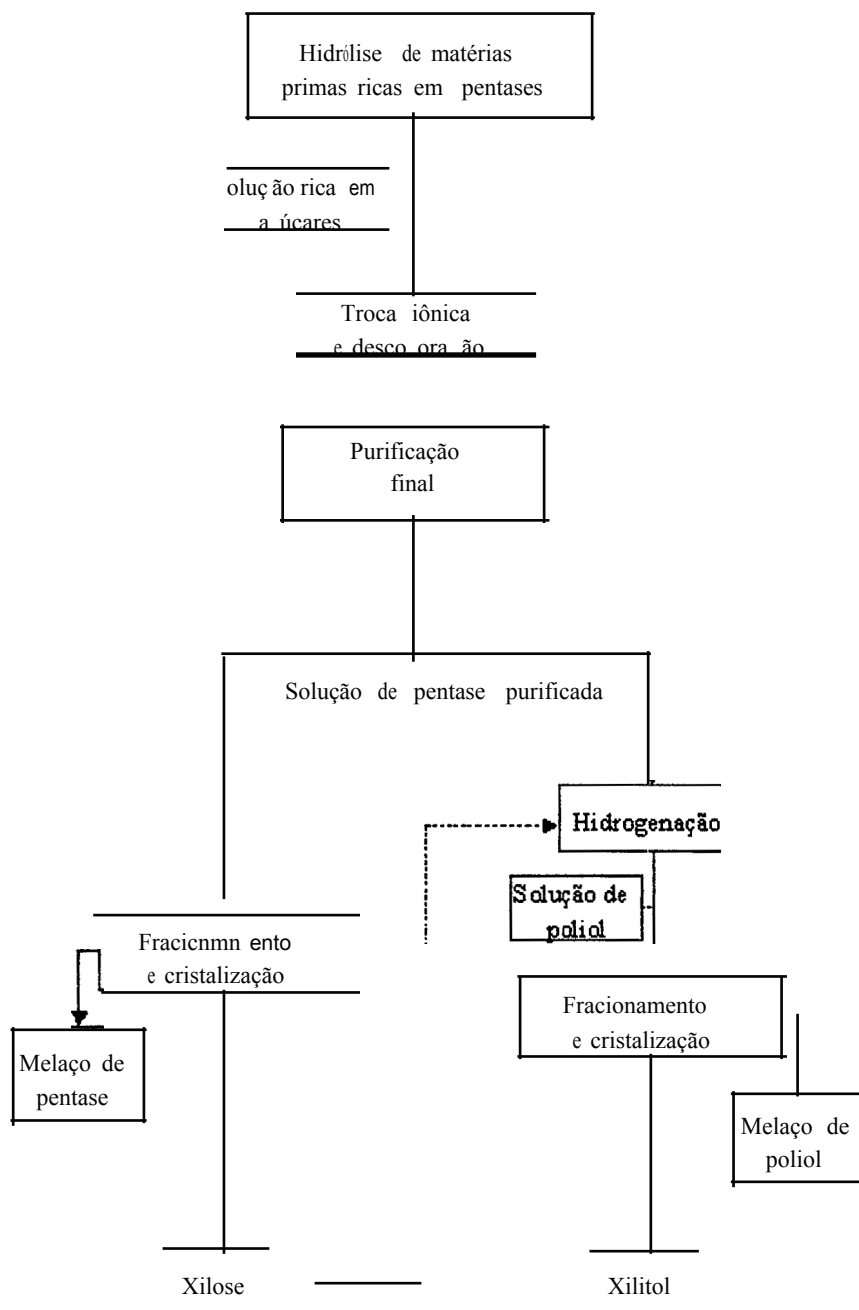 Hidrólise de matérias
primas ricas em pentases
olução rica em
a úcares
Troca iônica
e desco ora ão
Purificação
final
Solução de pentase purificada
Hidrogenação
Solução de
poliol
Fracicnmn ento
e cristalização
Fracionamento
e cristalização
Melaço de
pentase
Melaço de
poliol
Xilose
Xilitol